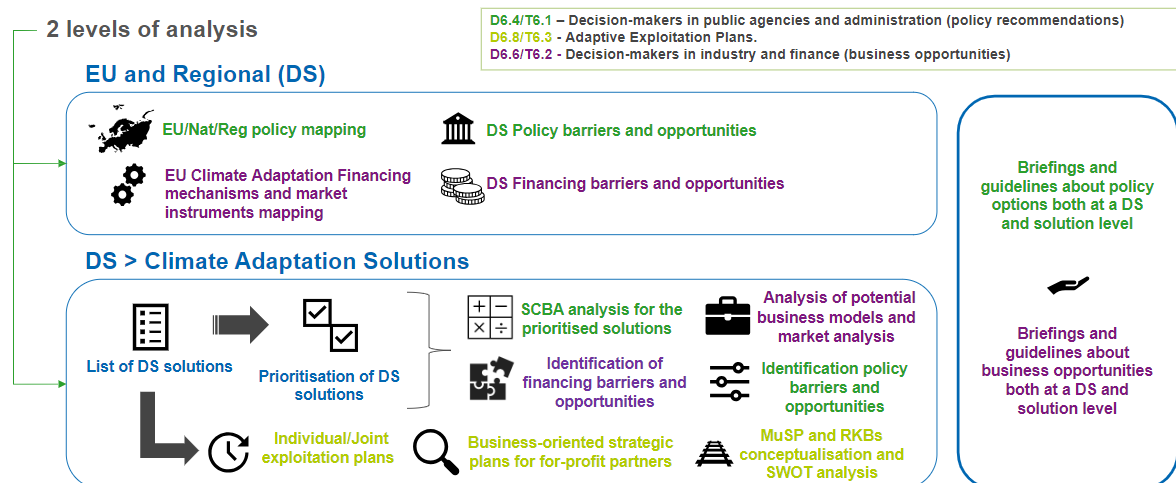 2 levels of analysis
D6.4/T6.1 – Decision-makers in public agencies and administration (policy recommendations)
D6.8/T6.3 - Adaptive Exploitation Plans.
D6.6/T6.2 - Decision-makers in industry and finance (business opportunities)
EU and Regional (DS)
EU/Nat/Reg policy mapping
DS Policy barriers and opportunities
EU Climate Adaptation Financing
mechanisms and market
instruments mapping
DS Financing barriers and opportunities
DS > Climate Adaptation Solutions
List of DS solutions
Prioritisation of DS
solutions
SCBA analysis for the
prioritised solutions
Analysis of potential
business models and
market analysis
Identification of
financing barriers and
opportunities
Identification policy
barriers and
opportunities
Individual/Joint
exploitation plans
Business-oriented strategic
plans for for-profit partners
MuSP and RKBs
conceptualisation and
SWOT analysis
Briefings and
guidelines about policy
options both at a DS
and solution level
Briefings and
guidelines about
business opportunities
both at a DS and
solution level